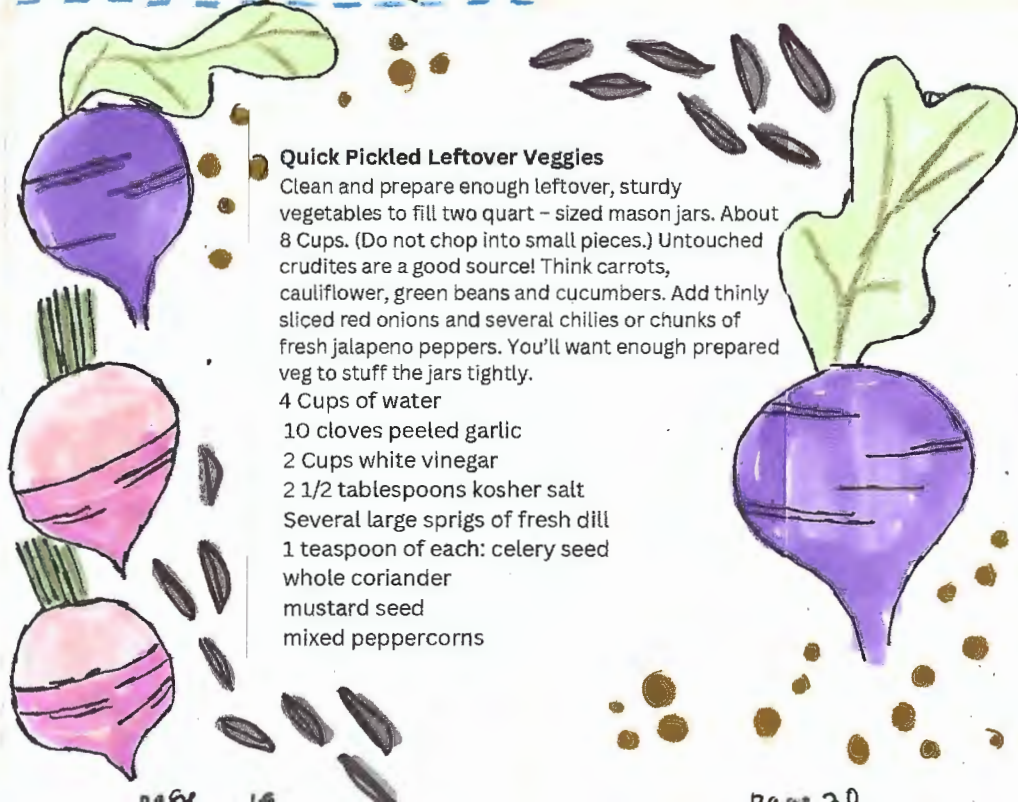 Quick Pickled Leftover Veggies
Clean and prepare enough leftover, sturdy
vegetables to fill two quart – sized mason jars. About
8 Cups. (Do not chop into small pieces.) Untouched
crudites are a good source! Think carrots,
cauliflower, green beans and cucumbers. Add thinly
sliced red onions and several chilies or chunks of
fresh jalapeno peppers. You'll want enough prepared
veg to stuff the jars tightly.
4 Cups of water
10 cloves peeled garlic
2 Cups white vinegar
2 1/2 tablespoons kosher salt
Several large sprigs of fresh dill
1 teaspoon of each: celery seed
whole coriander
mustard seed
mixed peppercorns
Page 20